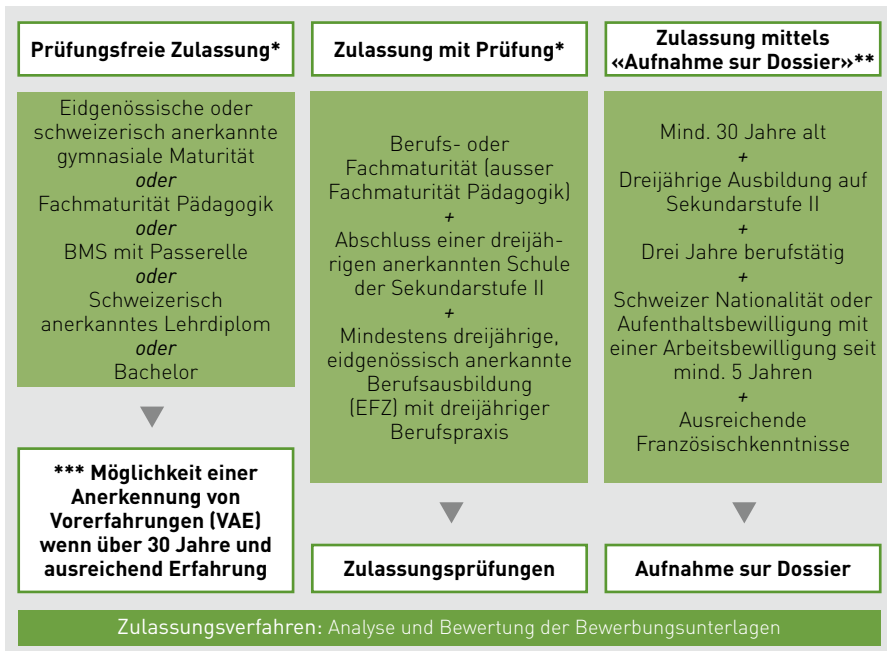 Prüfungsfreie Zulassung*
Eidgenössische oder
schweizerisch anerkannte
gymnasiale Maturität
oder
Fachmaturität Pädagogik
oder
BMS mit Passerelle
oder
Schweizerisch
anerkanntes Lehrdiplom
oder
Bachelor
*** Möglichkeit einer
Anerkennung von
Vorerfahrungen (VAE)
wenn über 30 Jahre und
ausreichend Erfahrung
Zulassung mit Prüfung*
Berufs- oder
Fachmaturität (ausser
Fachmaturität Pädagogik)
+
Abschluss einer dreijäh-
rigen anerkannten Schule
der Sekundarstufe II
+
Mindestens dreijährige,
eidgenössisch anerkannte
Berufsausbildung
(EFZ) mit dreijähriger
Berufspraxis
Zulassungsprüfungen
Zulassung mittels
«Aufnahme sur Dossier»**
Mind. 30 Jahre alt
+
Dreijährige Ausbildung auf
Sekundarstufe II
+
Drei Jahre berufstätig
+
Schweizer Nationalität oder
Aufenthaltsbewilligung mit
einer Arbeitsbewilligung seit
mind. 5 Jahren
+
Ausreichende
Französischkenntnisse
Aufnahme sur Dossier
Zulassungsverfahren: Analyse und Bewertung der Bewerbungsunterlagen